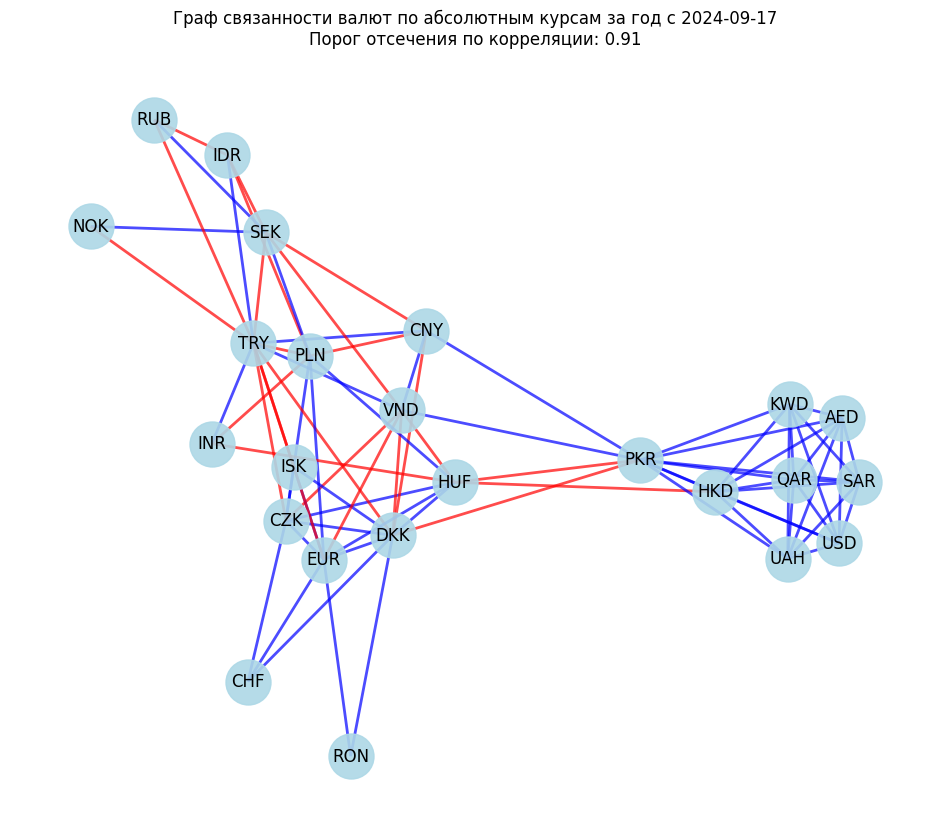 Граф связанности валют по абсолютным курсам за год с 2024-09-17
Порог отсечения по корреляции: 0.91
RUB
IDR
NOK
SEK
CNY
TRY
PLN
VND
KWD
AED
INR
ISK
PKR
HUF
QAR
SAR
HKD
CZK
DKK
USD
EUR
UAH
CHF
RON